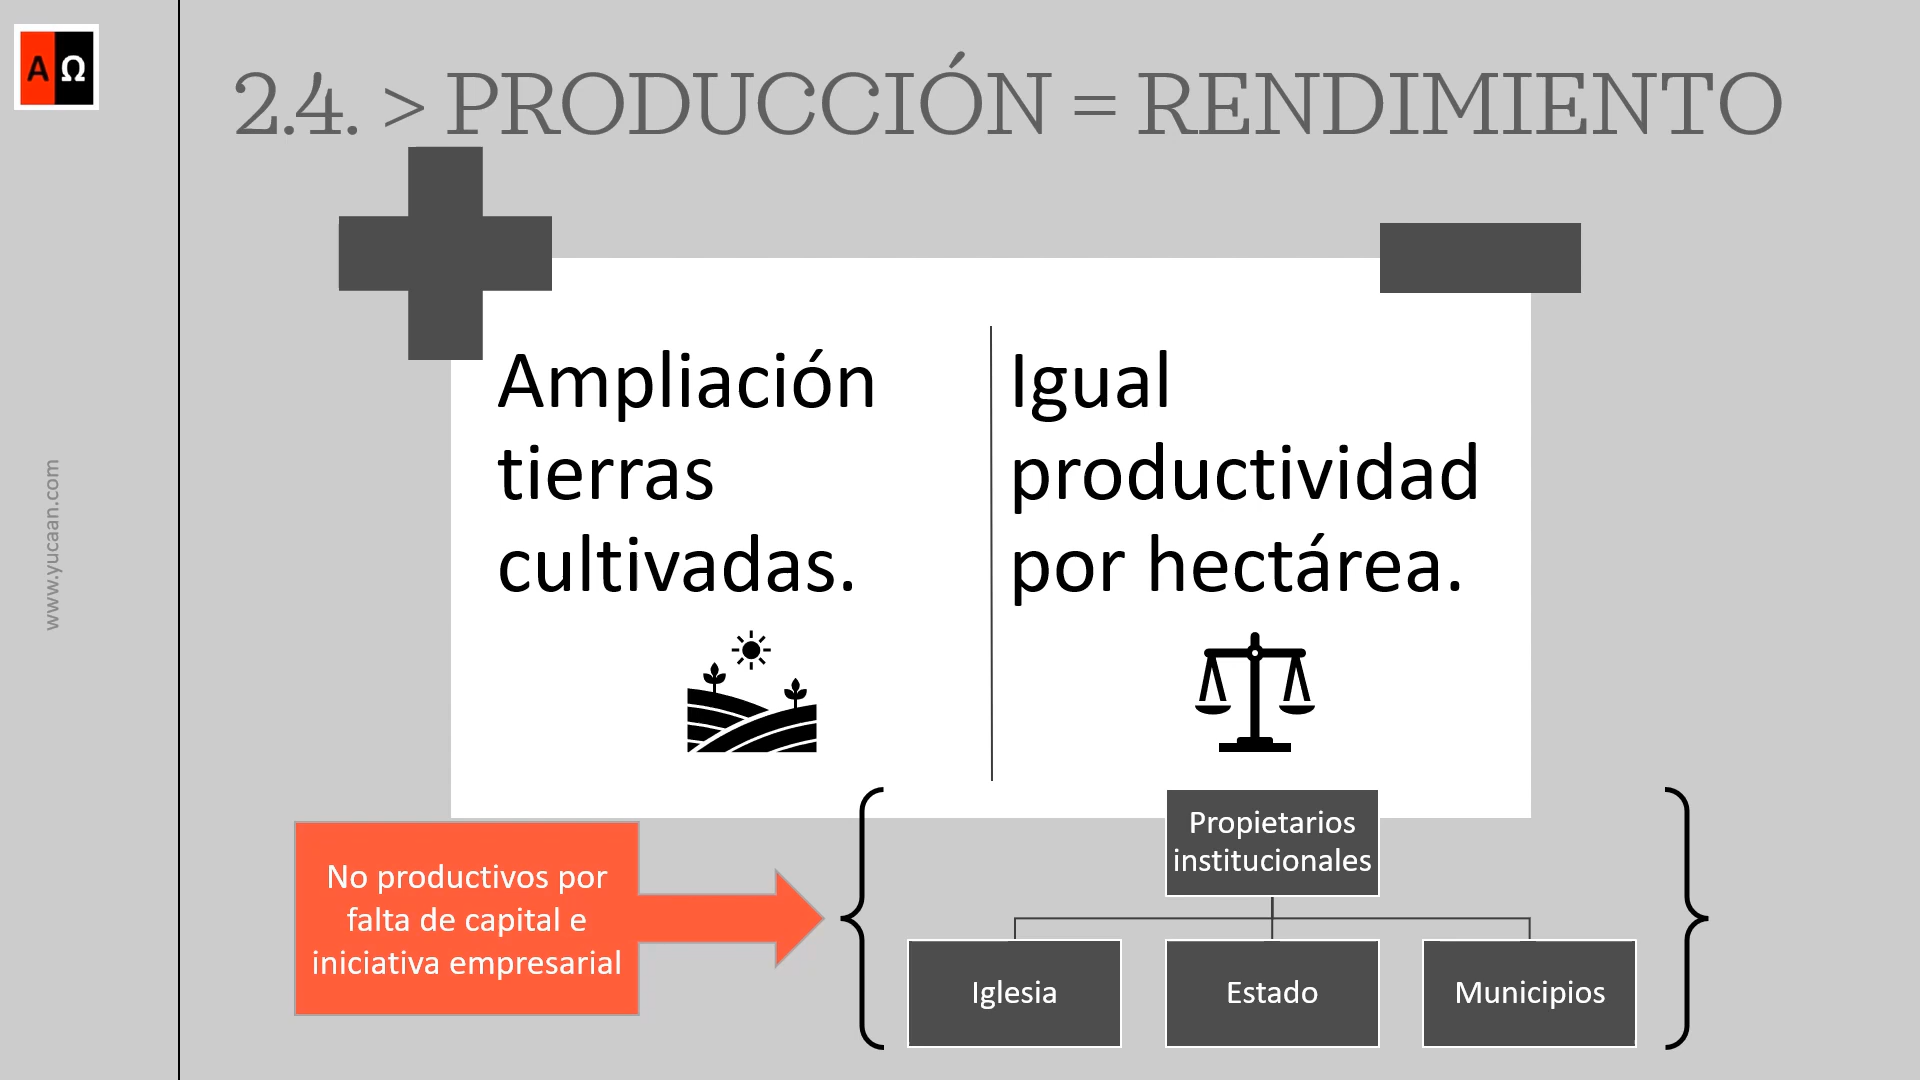 A Ω
2.4. > PRODUCCIÓN = RENDIMIENTO
Ampliación
tierras
cultivadas.
Igual
productividad
por hectárea.
www.yucaan.com
No productivos por
falta de capital e
iniciativa empresarial
Propietarios
institucionales
Iglesia
Estado
Municipios